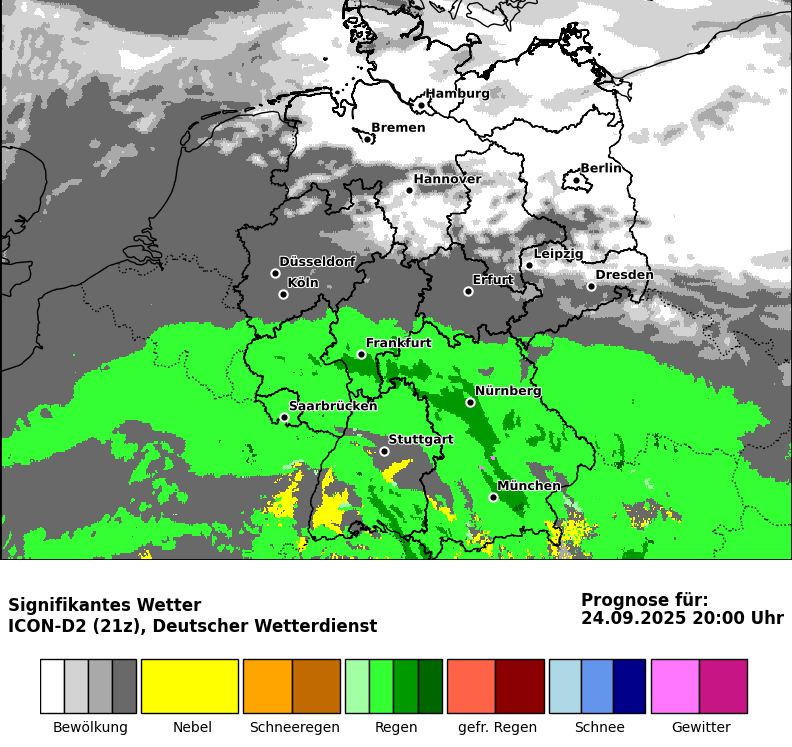 Hamburg
Bremen
Berlin
Hannover
Leipzig
Düsseldorf
Dresden
Köln
Erfurt
Frankfurt
Nürnberg
Saarbrücken
Stuttgart
München
Signifikantes Wetter
ICON-D2 (21z), Deutscher Wetterdienst
Prognose für:
24.09.2025 20:00 Uhr
Bewölkung Nebel Schneeregen Regen gefr. Regen Schnee Gewitter